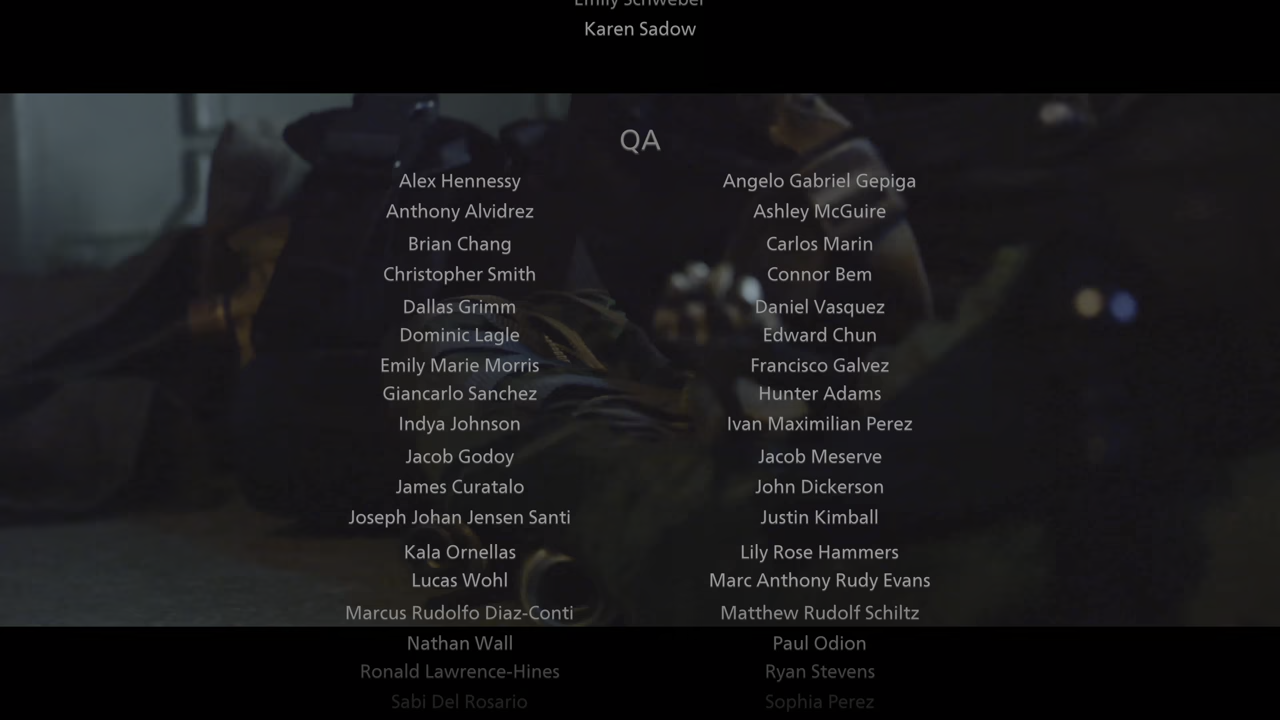 Emily Schweber
Karen Sadow
QA
Alex Hennessy Angelo Gabriel Gepiga
Anthony Alvidrez Ashley McGuire
Brian Chang Carlos Marin
Christopher Smith Connor Bem
Dallas Grimm Daniel Vasquez
Dominic Lagle Edward Chun
Emily Marie Morris Francisco Galvez
Giancarlo Sanchez Hunter Adams
Indya Johnson Ivan Maximilian Perez
Jacob Godoy Jacob Meserve
James Curatalo John Dickerson
Joseph Johan Jensen Santi Justin Kimball
Kala Ornellas Lily Rose Hammers
Lucas Wohl Marc Anthony Rudy Evans
Marcus Rudolfo Diaz-Conti Matthew Rudolf Schiltz
Nathan Wall Paul Odion
Ronald Lawrence-Hines Ryan Stevens
Sabi Del Rosario Sophia Perez